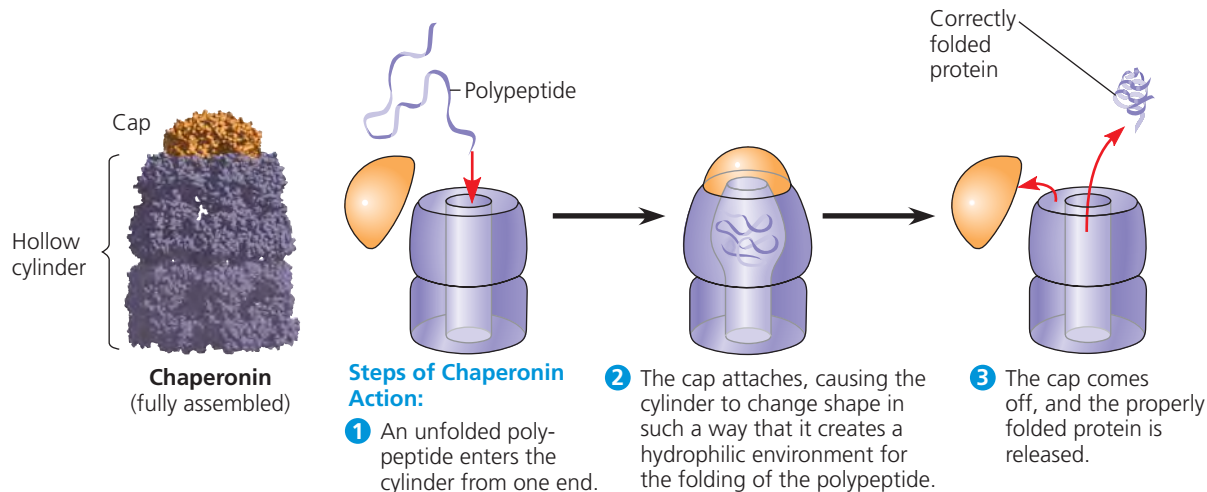 Correctly
folded
protein
Polypeptide
Cap
Hollow
cylinder
Chaperonin
(fully assembled)
Steps of Chaperonin
Action:
1 An unfolded poly-
peptide enters the
cylinder from one end.
2 The cap attaches, causing the
cylinder to change shape in
such a way that it creates a
hydrophilic environment for
the folding of the polypeptide.
3 The cap comes
off, and the properly
folded protein is
released.